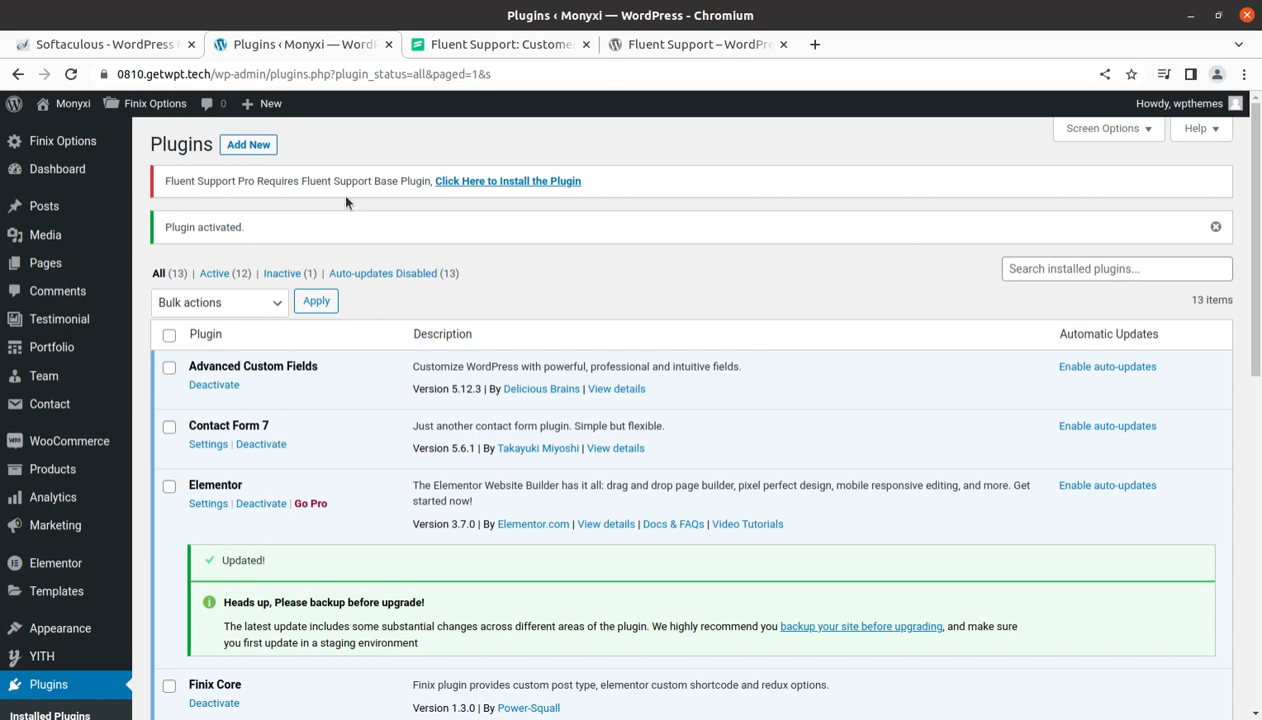 Plugins ‹ Monyxi — WordPress - Chromium
Softaculous - WordPress
Plugins ‹ Monyxi — WordP
Fluent Support: Custome
Fluent Support – WordPre
0810.getwpt.tech/wp-admin/plugins.php?plugin_status=all&paged=1&s
Monyxi
Finix Options
0
New
Howdy, wpthemes
Finix Options
Dashboard
Posts
Media
Pages
Comments
Testimonial
Portfolio
Team
Contact
WooCommerce
Products
Analytics
Marketing
Elementor
Templates
Appearance
YITH
Plugins
Installed Plugins
Screen Options
Help
Plugins
Add New
Fluent Support Pro Requires Fluent Support Base Plugin, Click Here to Install the Plugin
Plugin activated.
All (13) | Active (12) | Inactive (1) | Auto-updates Disabled (13)
Search installed plugins...
Bulk actions
Apply
13 items
Plugin
Description
Automatic Updates
Advanced Custom Fields
Deactivate
Customize WordPress with powerful, professional and intuitive fields.
Version 5.12.3 | By Delicious Brains | View details
Enable auto-updates
Contact Form 7
Settings | Deactivate
Just another contact form plugin. Simple but flexible.
Version 5.6.1 | By Takayuki Miyoshi | View details
Enable auto-updates
Elementor
Settings | Deactivate | Go Pro
The Elementor Website Builder has it all: drag and drop page builder, pixel perfect design, mobile responsive editing, and more. Get
started now!
Version 3.7.0 | By Elementor.com | View details | Docs & FAQs | Video Tutorials
Enable auto-updates
Updated!
Heads up, Please backup before upgrade!
The latest update includes some substantial changes across different areas of the plugin. We highly recommend you backup your site before upgrading, and make sure
you first update in a staging environment
Finix Core
Deactivate
Finix plugin provides custom post type, elementor custom shortcode and redux options.
Version 1.3.0 | By Power-Squall